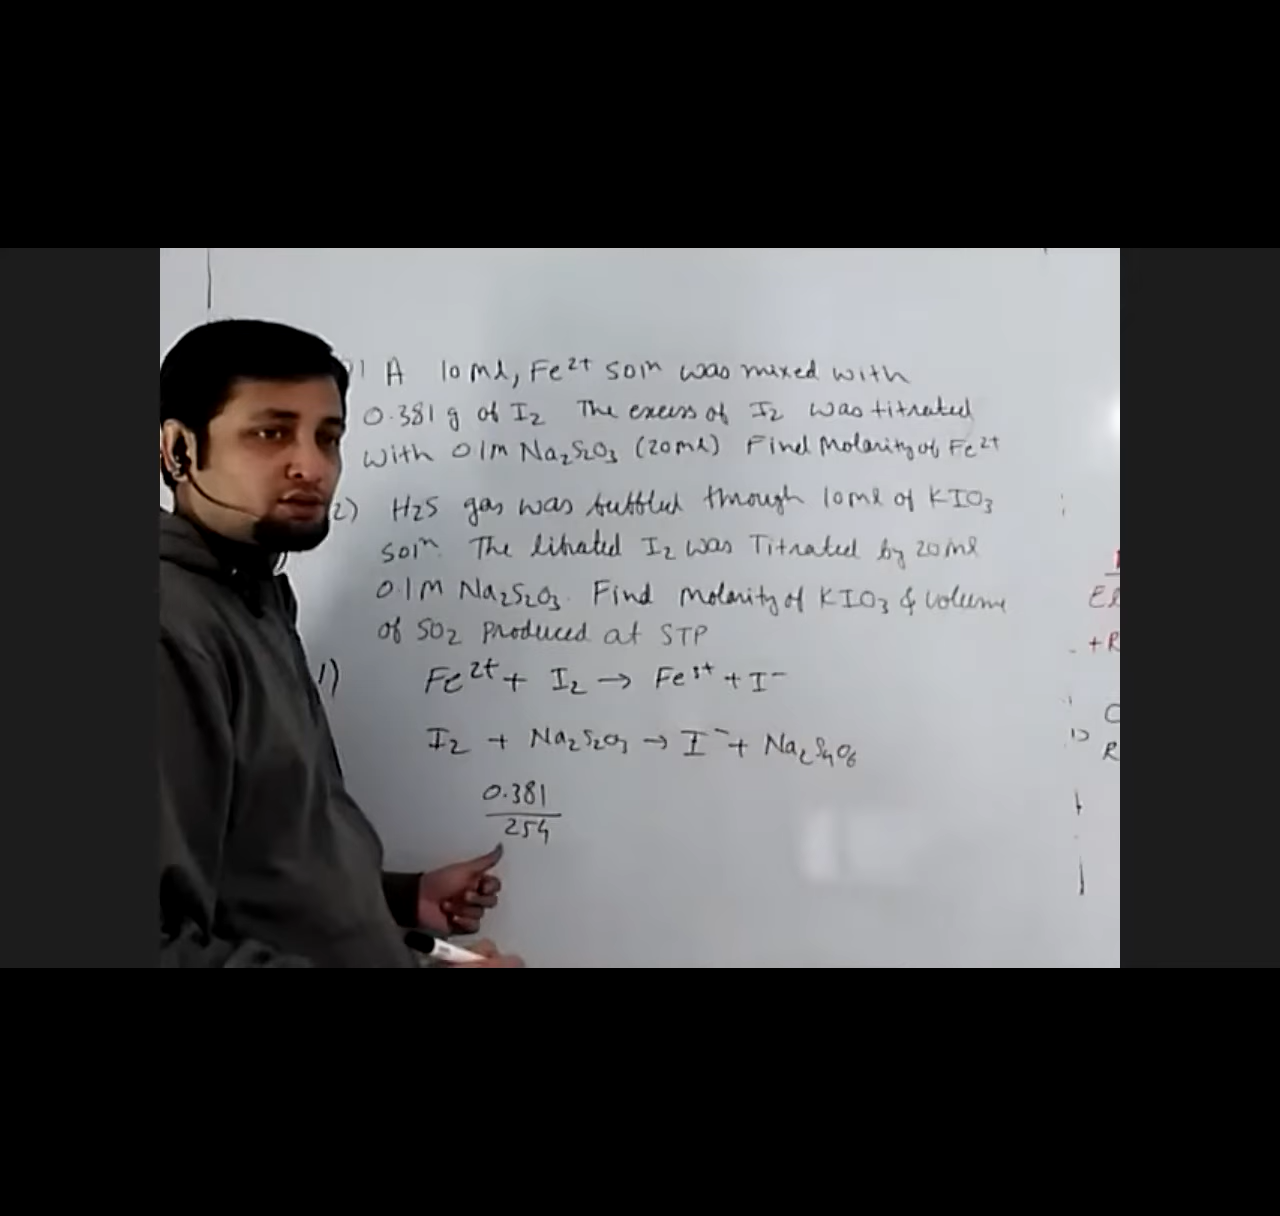 1 A 10 ml, Fe²⁺ solⁿ was mixed with
0.381 g of I₂ The excess of I₂ was titrated
with 0.1M Na₂S₂O₃ (20ml) Find Molarity of Fe²⁺
2) H₂S gas was bubbled through 10ml of KIO₃
solⁿ. The librated I₂ was Titrated by 20ml
0.1M Na₂S₂O₃. Find Molarity of KIO₃ & volume
of SO₂ produced at STP
1) Fe²⁺ + I₂ → Fe³⁺ + I⁻
I₂ + Na₂S₂O₃ → I⁻ + Na₂S₄O₆
0.381
254
El
+R
R